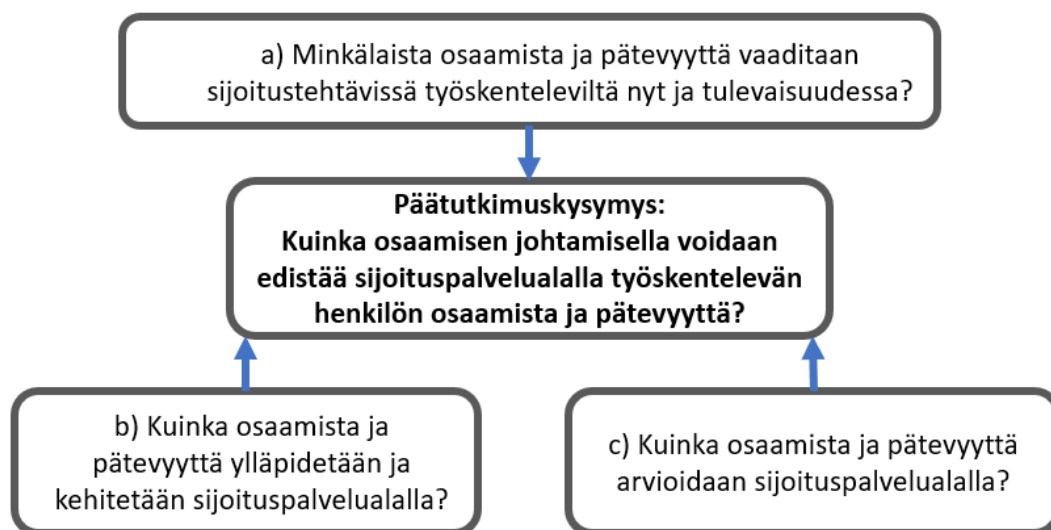 a) Minkälaista osaamista ja pätevyyttä vaaditaan
sijoitustehtävissä työskenteleviltä nyt ja tulevaisuudessa?
Päätutkimuskysymys:
Kuinka osaamisen johtamisella voidaan
edistää sijoituspalvelualalla työskentelevän
henkilön osaamista ja pätevyyttä?
b) Kuinka osaamista ja
pätevyyttä ylläpidetään ja
kehitetään sijoituspalvelualalla?
c) Kuinka osaamista ja pätevyyttä
arvioidaan sijoituspalvelualalla?